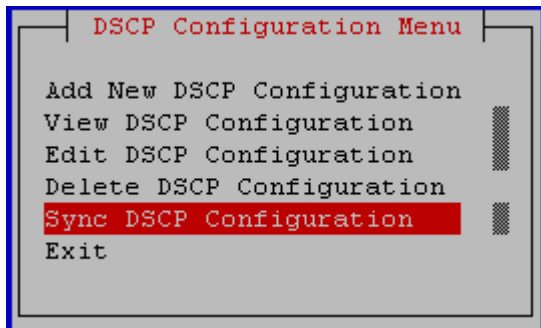 DSCP Configuration Menu
Add New DSCP Configuration
View DSCP Configuration
Edit DSCP Configuration
Delete DSCP Configuration
Sync DSCP Configuration
Exit